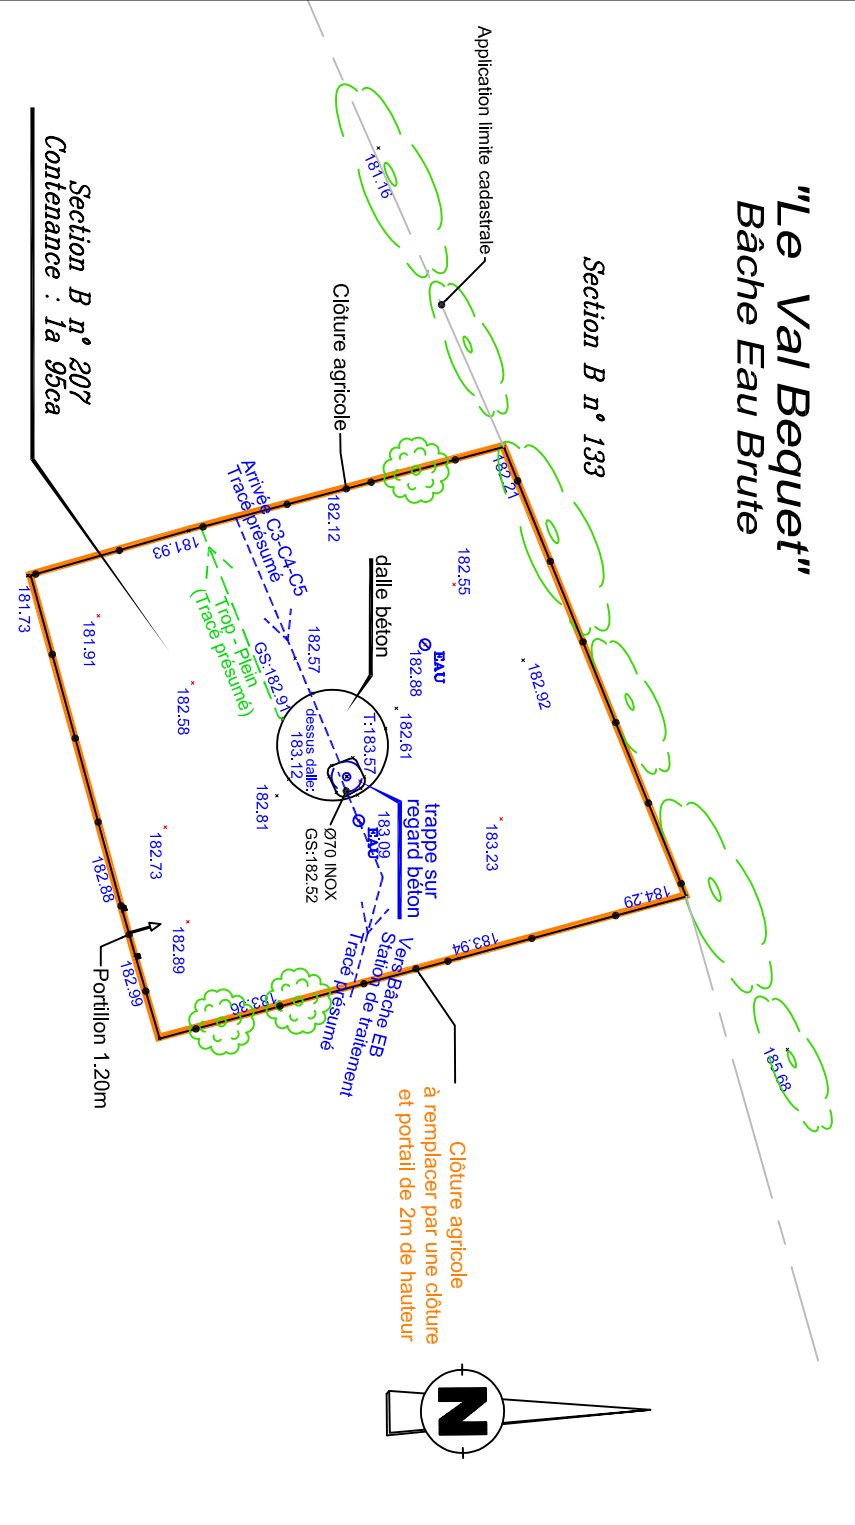 "Le Val Bequet"
Bâche Eau Brute
Section B n° 133
Application limite cadastrale
181.16
Clôture agricole
182.21
182.12
182.55
182.92
EAU
182.88
dalle béton
182.61
Arrivée C3-C4-C5
Tracé présumé
181.93
Trop - Plein
(Tracé présumé)
GS:182.91
182.57
T:183.57
dessus dalle:
183.12
trappe sur
regard béton
183.09
EAU
Ø70 INOX
GS:182.52
183.23
184.29
183.94
185.68
Vers Bâche EB
Station de traitement
Tracé présumé
183.36
182.81
182.58
182.73
182.89
181.91
181.73
182.88
182.99
Portillon 1.20m
Section B n° 207
Contenance : 1a 95ca
Clôture agricole
à remplacer par une clôture
et portail de 2m de hauteur
N